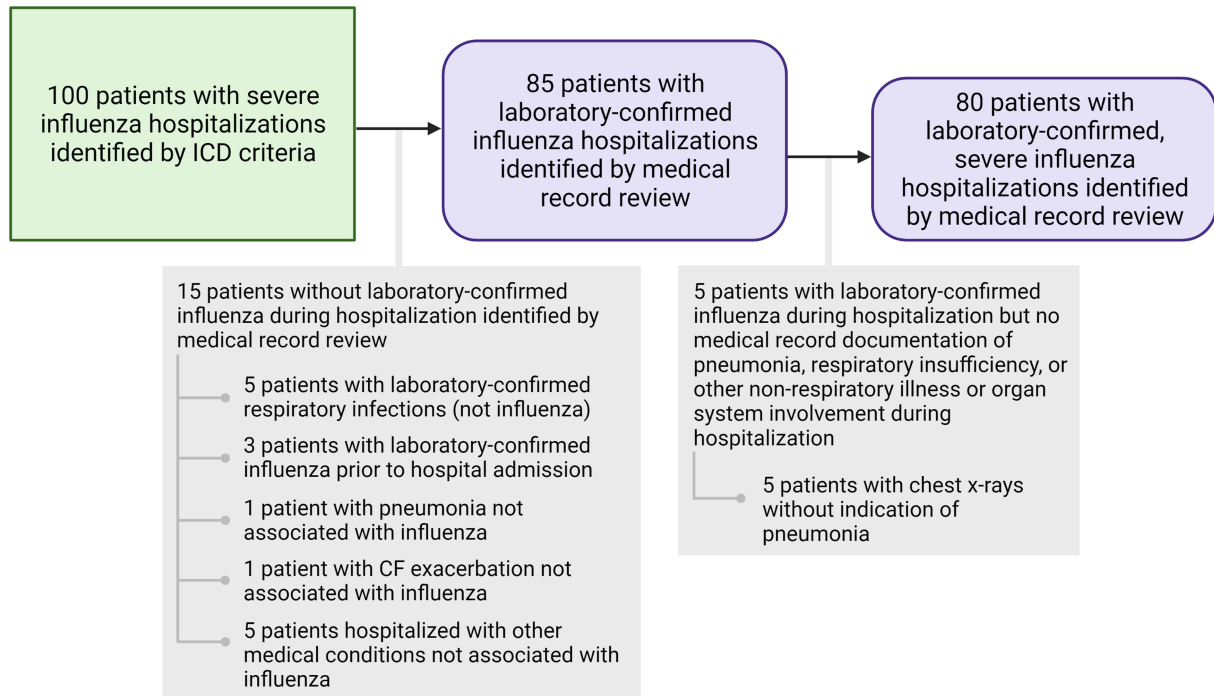 100 patients with severe
influenza hospitalizations
identified by ICD criteria
85 patients with
laboratory-confirmed
influenza hospitalizations
identified by medical
record review
80 patients with
laboratory-confirmed,
severe influenza
hospitalizations identified
by medical record review
15 patients without laboratory-confirmed
influenza during hospitalization identified by
medical record review
5 patients with laboratory-confirmed
respiratory infections (not influenza)
3 patients with laboratory-confirmed
influenza prior to hospital admission
1 patient with pneumonia not
associated with influenza
1 patient with CF exacerbation not
associated with influenza
5 patients hospitalized with other
medical conditions not associated with
influenza
5 patients with laboratory-confirmed
influenza during hospitalization but no
medical record documentation of
pneumonia, respiratory insufficiency, or
other non-respiratory illness or organ
system involvement during
hospitalization
5 patients with chest x-rays
without indication of
pneumonia